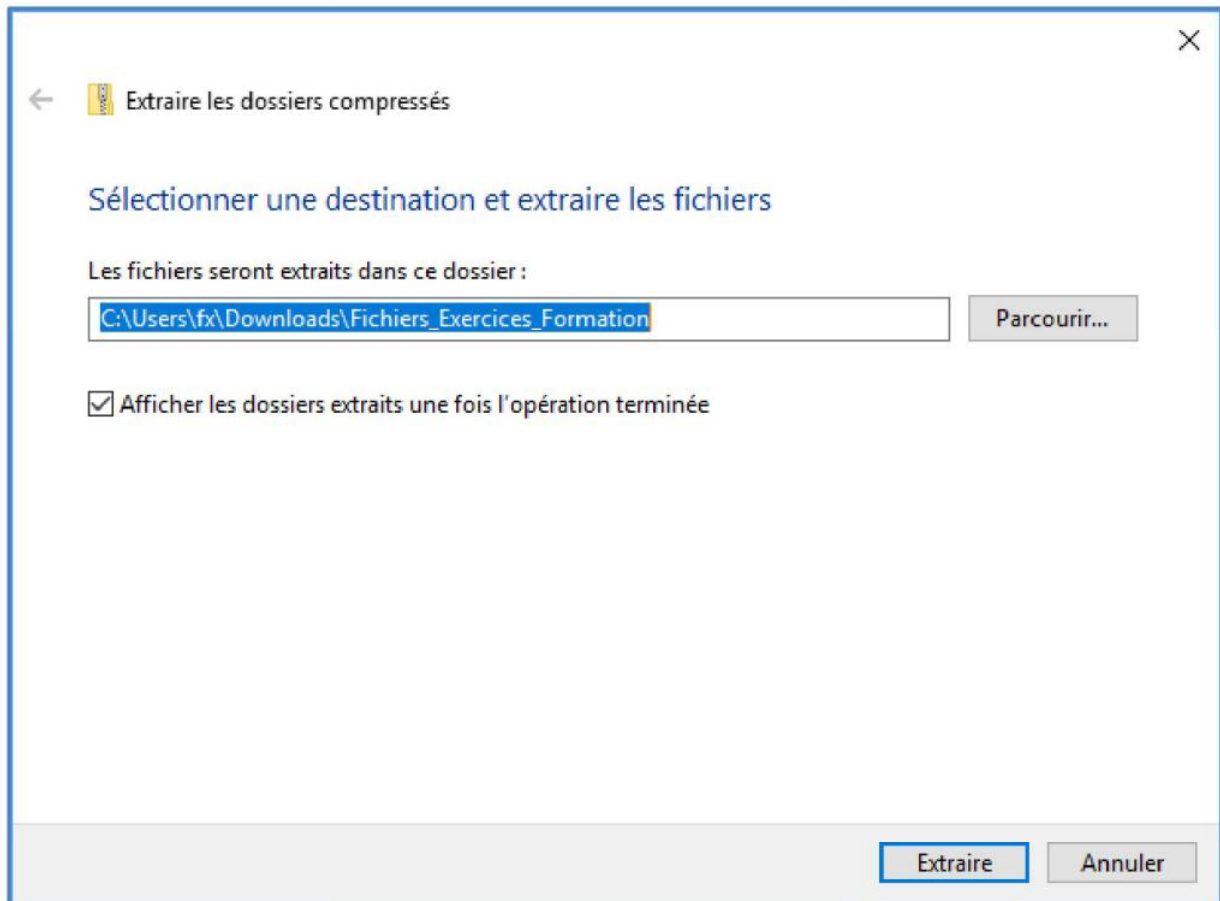 Extraire les dossiers compressés
Sélectionner une destination et extraire les fichiers
Les fichiers seront extraits dans ce dossier :
C:\Users\fx\Downloads\Fichiers_Exercices_Formation
Parcourir...
Afficher les dossiers extraits une fois l'opération terminée
Extraire
Annuler